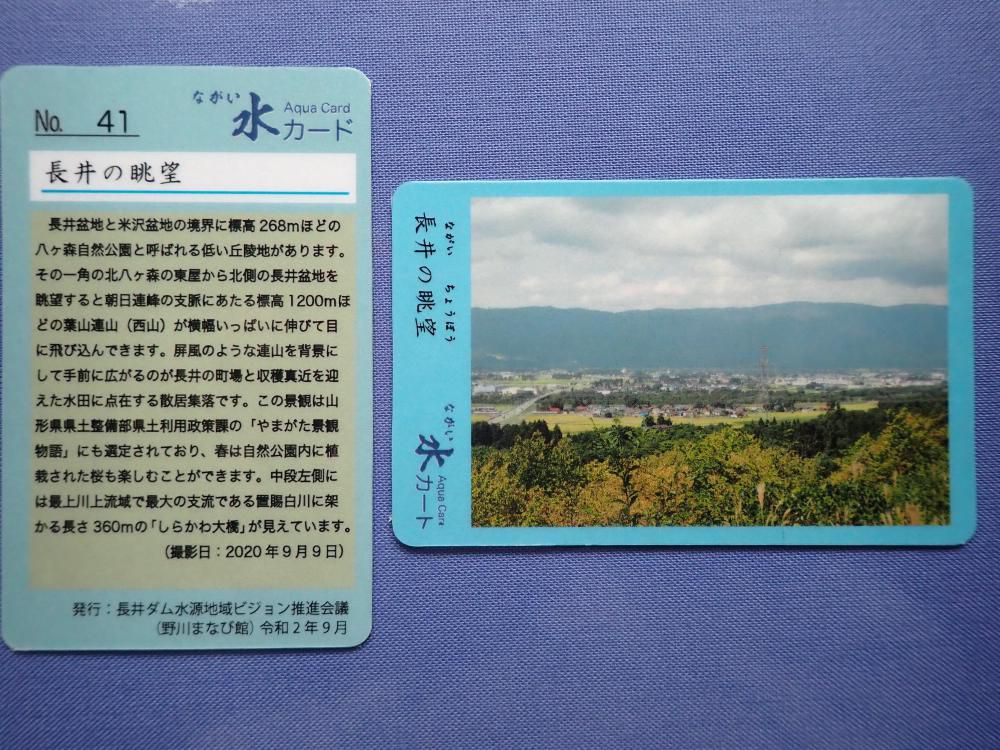 No. 41
ながい
水
Aqua Card
カード
長井の眺望
長井盆地と米沢盆地の境界に標高268mほどの
八ヶ森自然公園と呼ばれる低い丘陵地があります。
その一角の北八ヶ森の東屋から北側の長井盆地を
眺望すると朝日連峰の支脈にあたる標高1200mほ
どの葉山連山（西山）が横幅いっぱいに伸びて目
に飛び込んできます。屏風のような連山を背景に
して手前に広がるのが長井の町場と収穫真近を迎
えた水田に点在する散居集落です。この景観は山
形県県土整備部県土利用政策課の「やまがた景観
物語」にも選定されており、春は自然公園内に植
栽された桜も楽しむことができます。中段左側に
は最上川上流域で最大の支流である置賜白川に架
かる長さ360mの「しらかわ大橋」が見えています。
（撮影日：2020年9月9日）
発行：長井ダム水源地域ビジョン推進会議
（野川まなび館）令和2年9月
ながい ちょうぼう
長井の眺望
ながい
水
Aqua Car
カード